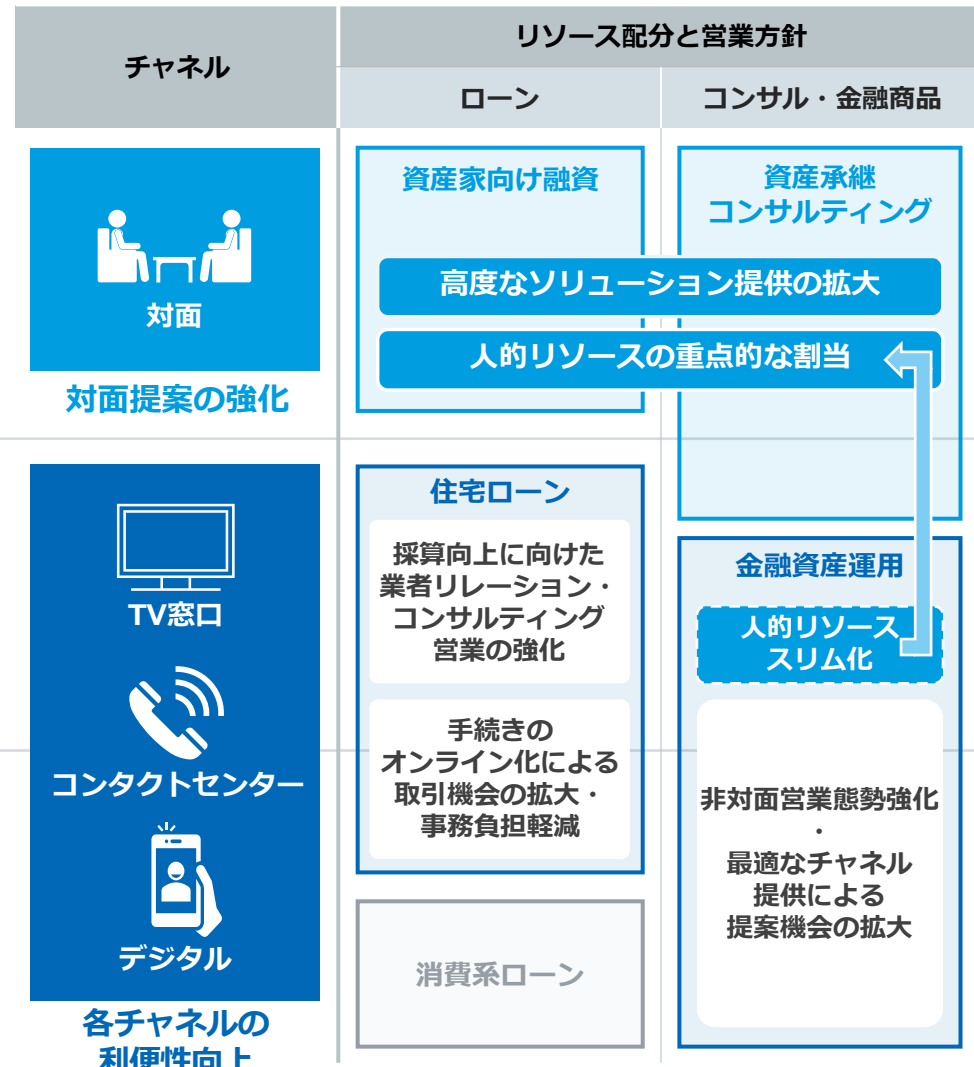 チャネル
リソース配分と営業方針
ローン
コンサル・金融商品
対面
対面提案の強化
資産家向け融資
資産承継
コンサルティング
高度なソリューション提供の拡大
人的リソースの重点的な割当
TV窓口
コンタクトセンター
デジタル
各チャネルの
利便性向上
住宅ローン
採算向上に向けた
業者リレーション・
コンサルティング
営業の強化
手続きの
オンライン化による
取引機会の拡大・
事務負担軽減
消費系ローン
金融資産運用
人的リソース
スリム化
非対面営業態勢強化
・
最適なチャネル
提供による
提案機会の拡大